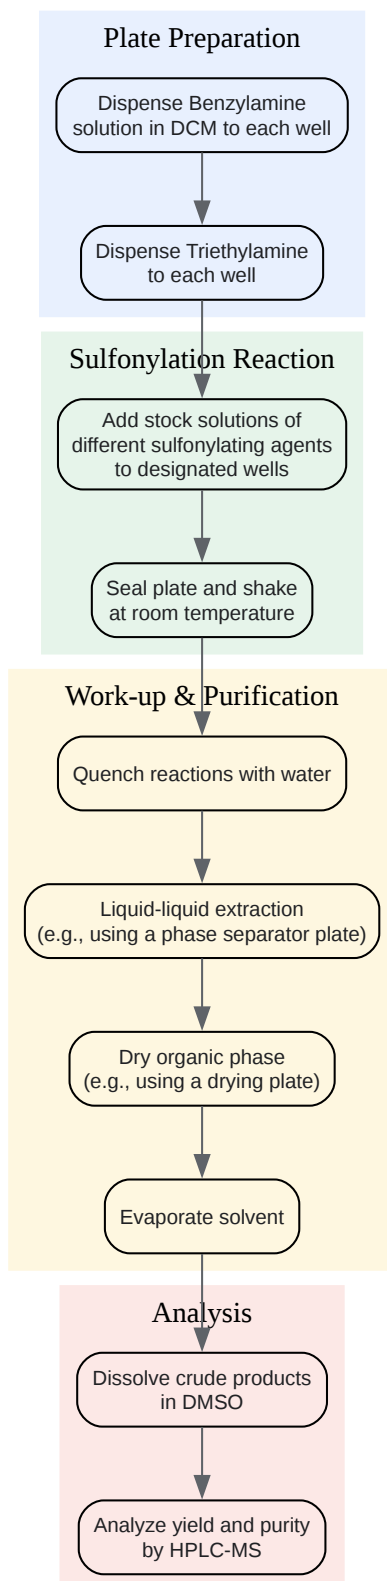 Plate Preparation
Dispense Benzylamine
solution in DCM to each well
Dispense Triethylamine
to each well
Sulfonylation Reaction
Add stock solutions of
different sulfonylating agents
to designated wells
Seal plate and shake
at room temperature
Work-up & Purification
Quench reactions with water
Liquid-liquid extraction
(e.g., using a phase separator plate)
Dry organic phase
(e.g., using a drying plate)
Evaporate solvent
Analysis
Dissolve crude products
in DMSO
Analyze yield and purity
by HPLC-MS